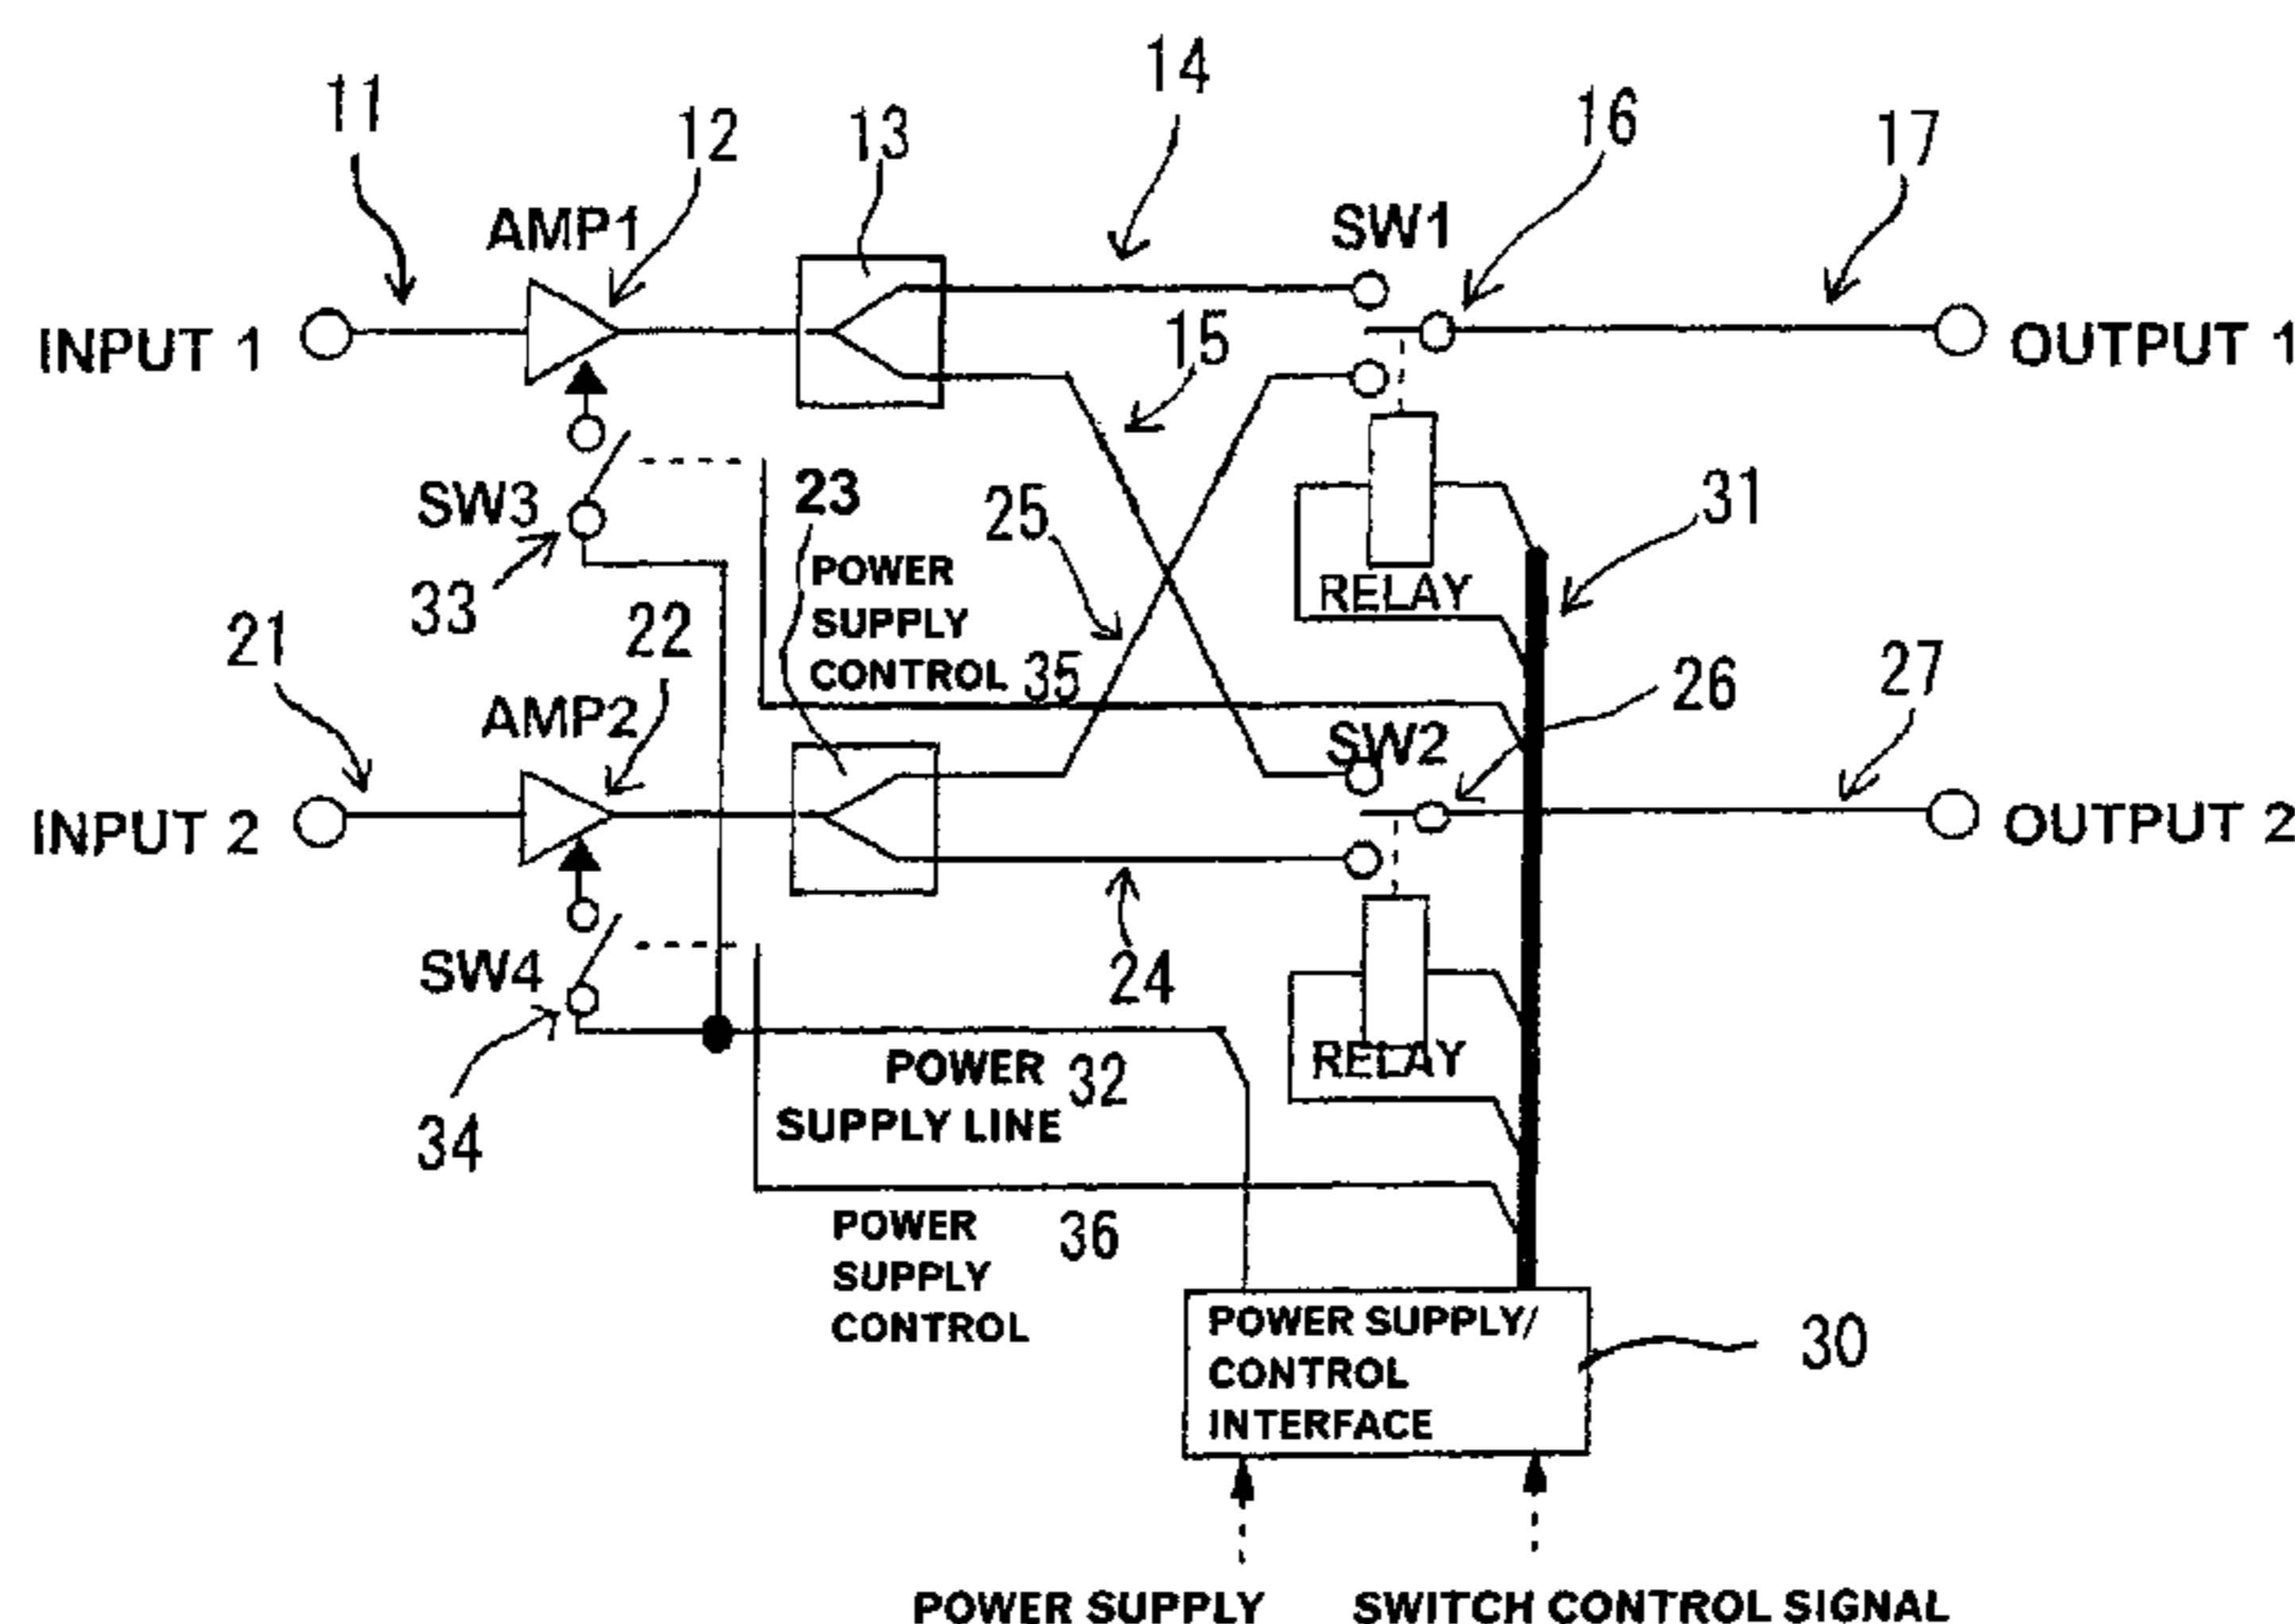 14
11
12
13
16
17
AMP1
SW1
INPUT 1
OUTPUT 1
15
SW3
23
25
31
33
POWER
SUPPLY
CONTROL 35
RELAY
21
22
26
27
AMP2
SW2
INPUT 2
OUTPUT 2
SW4
24
34
POWER 32
SUPPLY LINE
RELAY
POWER
SUPPLY
CONTROL
36
POWER SUPPLY/
CONTROL
INTERFACE
30
POWER SUPPLY
SWITCH CONTROL SIGNAL